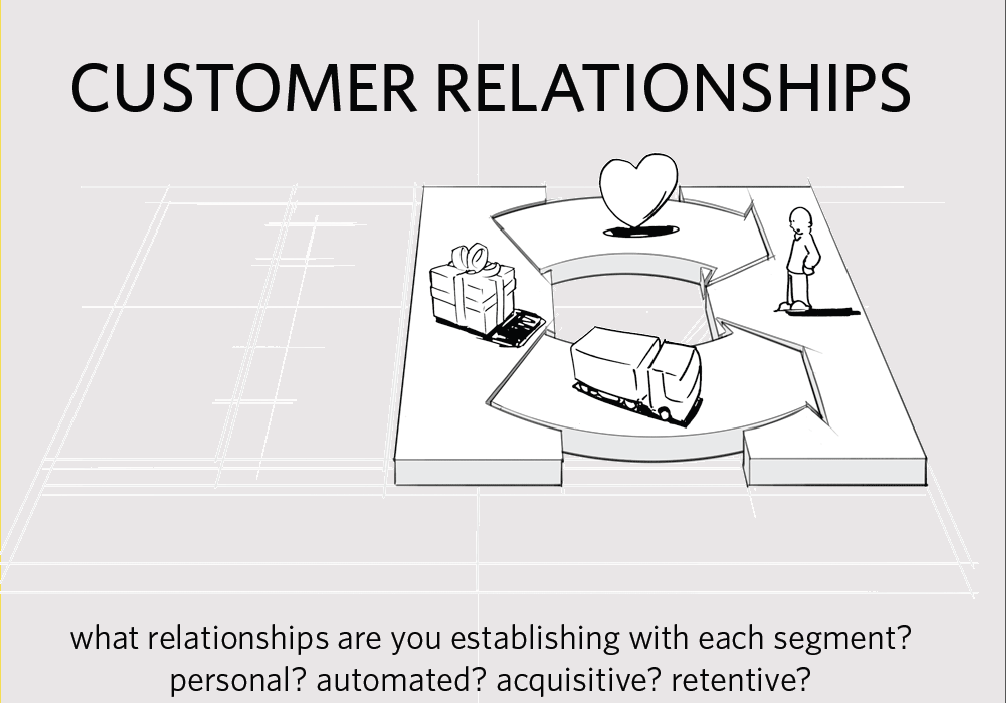 CUSTOMER RELATIONSHIPS
what relationships are you establishing with each segment?
personal? automated? acquisitive? retentive?